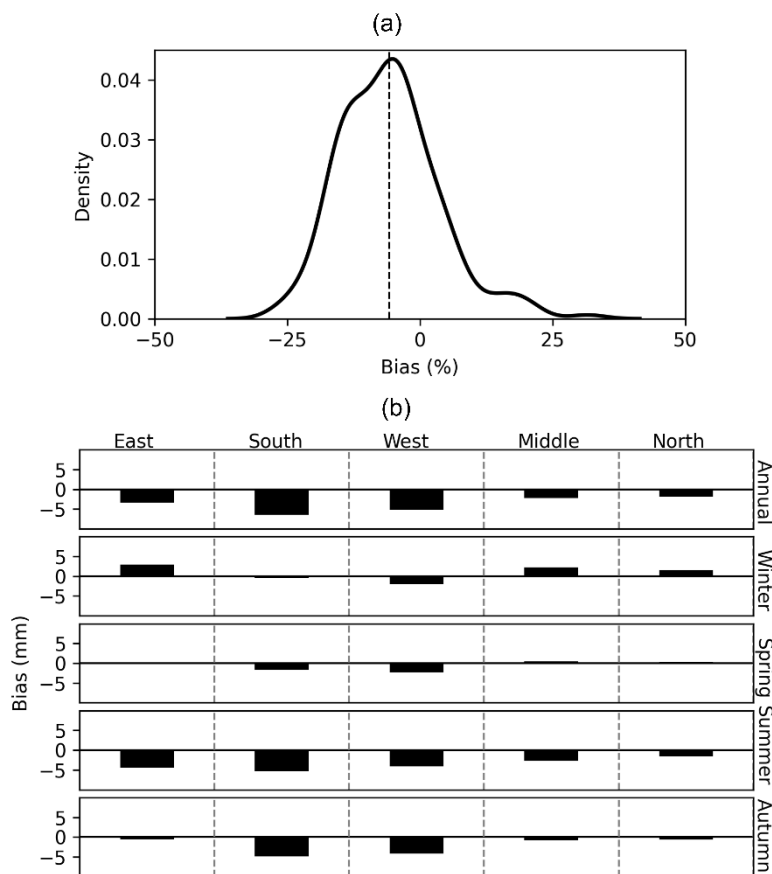 (a)
0.04
0.03
0.02
0.01
0.00
Density
−50
−25
0
25
50
Bias (%)
(b)
East South West Middle North
5
0
−5
Annual
5
0
−5
Winter
5
0
−5
Spring
5
0
−5
Summer
5
0
−5
Autumn
Bias (mm)